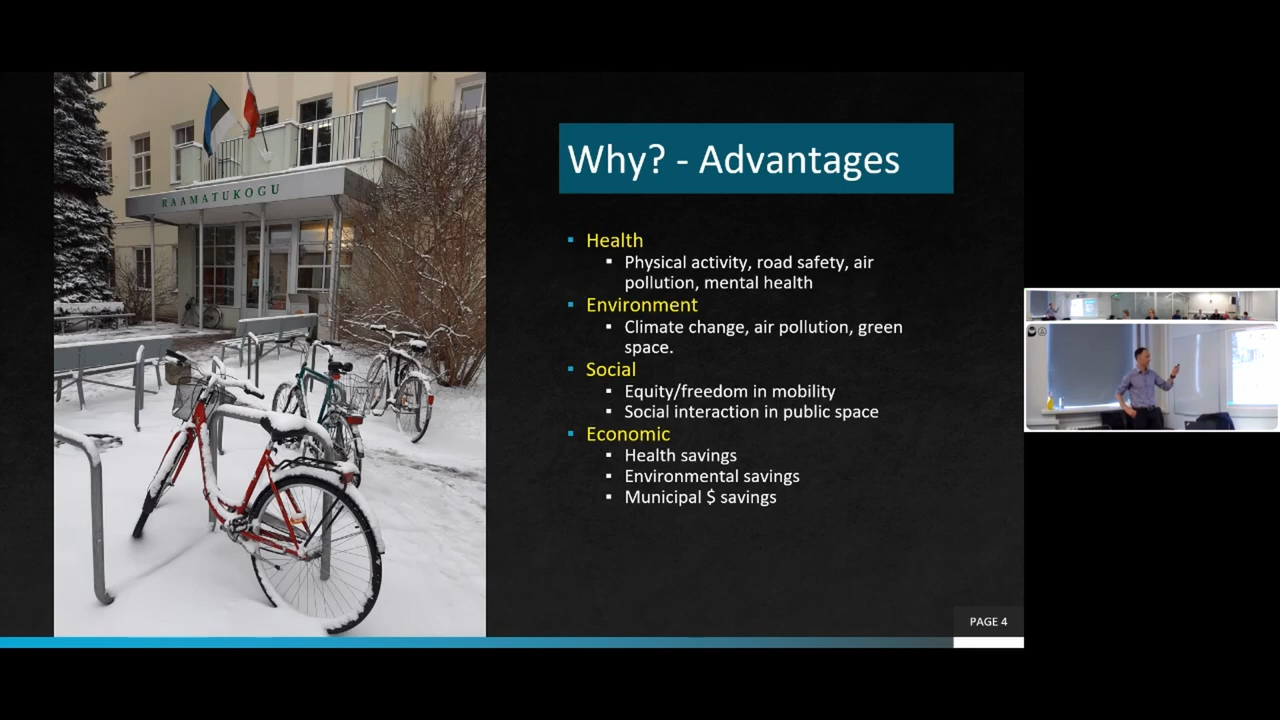 RAAMATUKOGU
Why? - Advantages
▪ Health
▪ Physical activity, road safety, air
pollution, mental health
▪ Environment
▪ Climate change, air pollution, green
space.
▪ Social
▪ Equity/freedom in mobility
▪ Social interaction in public space
▪ Economic
▪ Health savings
▪ Environmental savings
▪ Municipal $ savings
PAGE 4